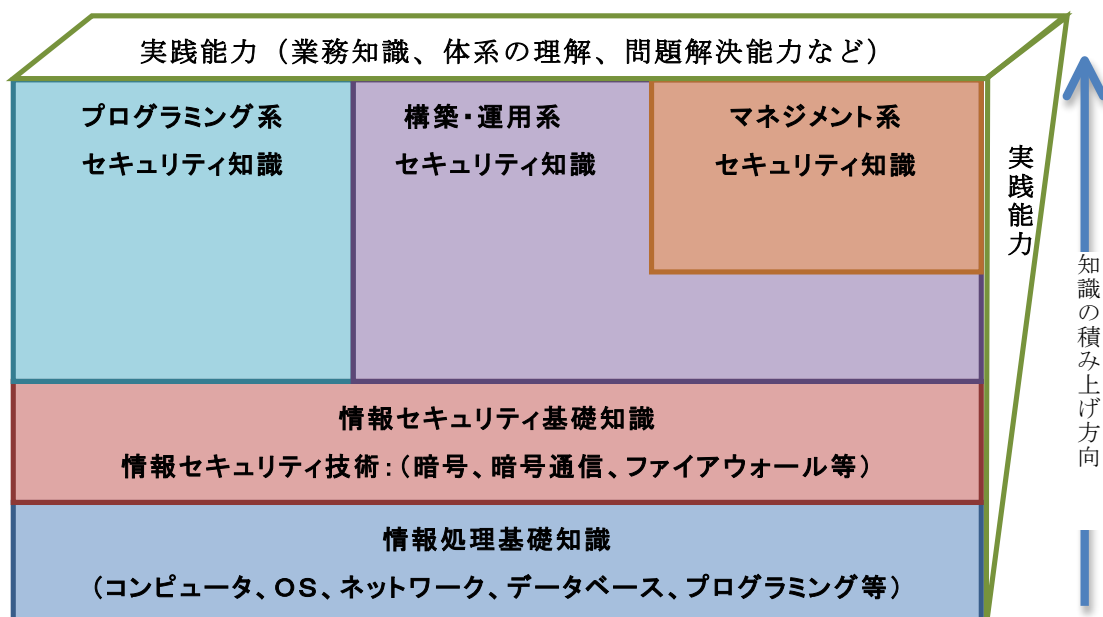 実践能力（業務知識、体系の理解、問題解決能力など）
プログラミング系
セキュリティ知識
構築・運用系
セキュリティ知識
マネジメント系
セキュリティ知識
実践能力
知識の積み上げ方向
情報セキュリティ基礎知識
情報セキュリティ技術：（暗号、暗号通信、ファイアウォール等）
情報処理基礎知識
（コンピュータ、ＯＳ、ネットワーク、データベース、プログラミング等）